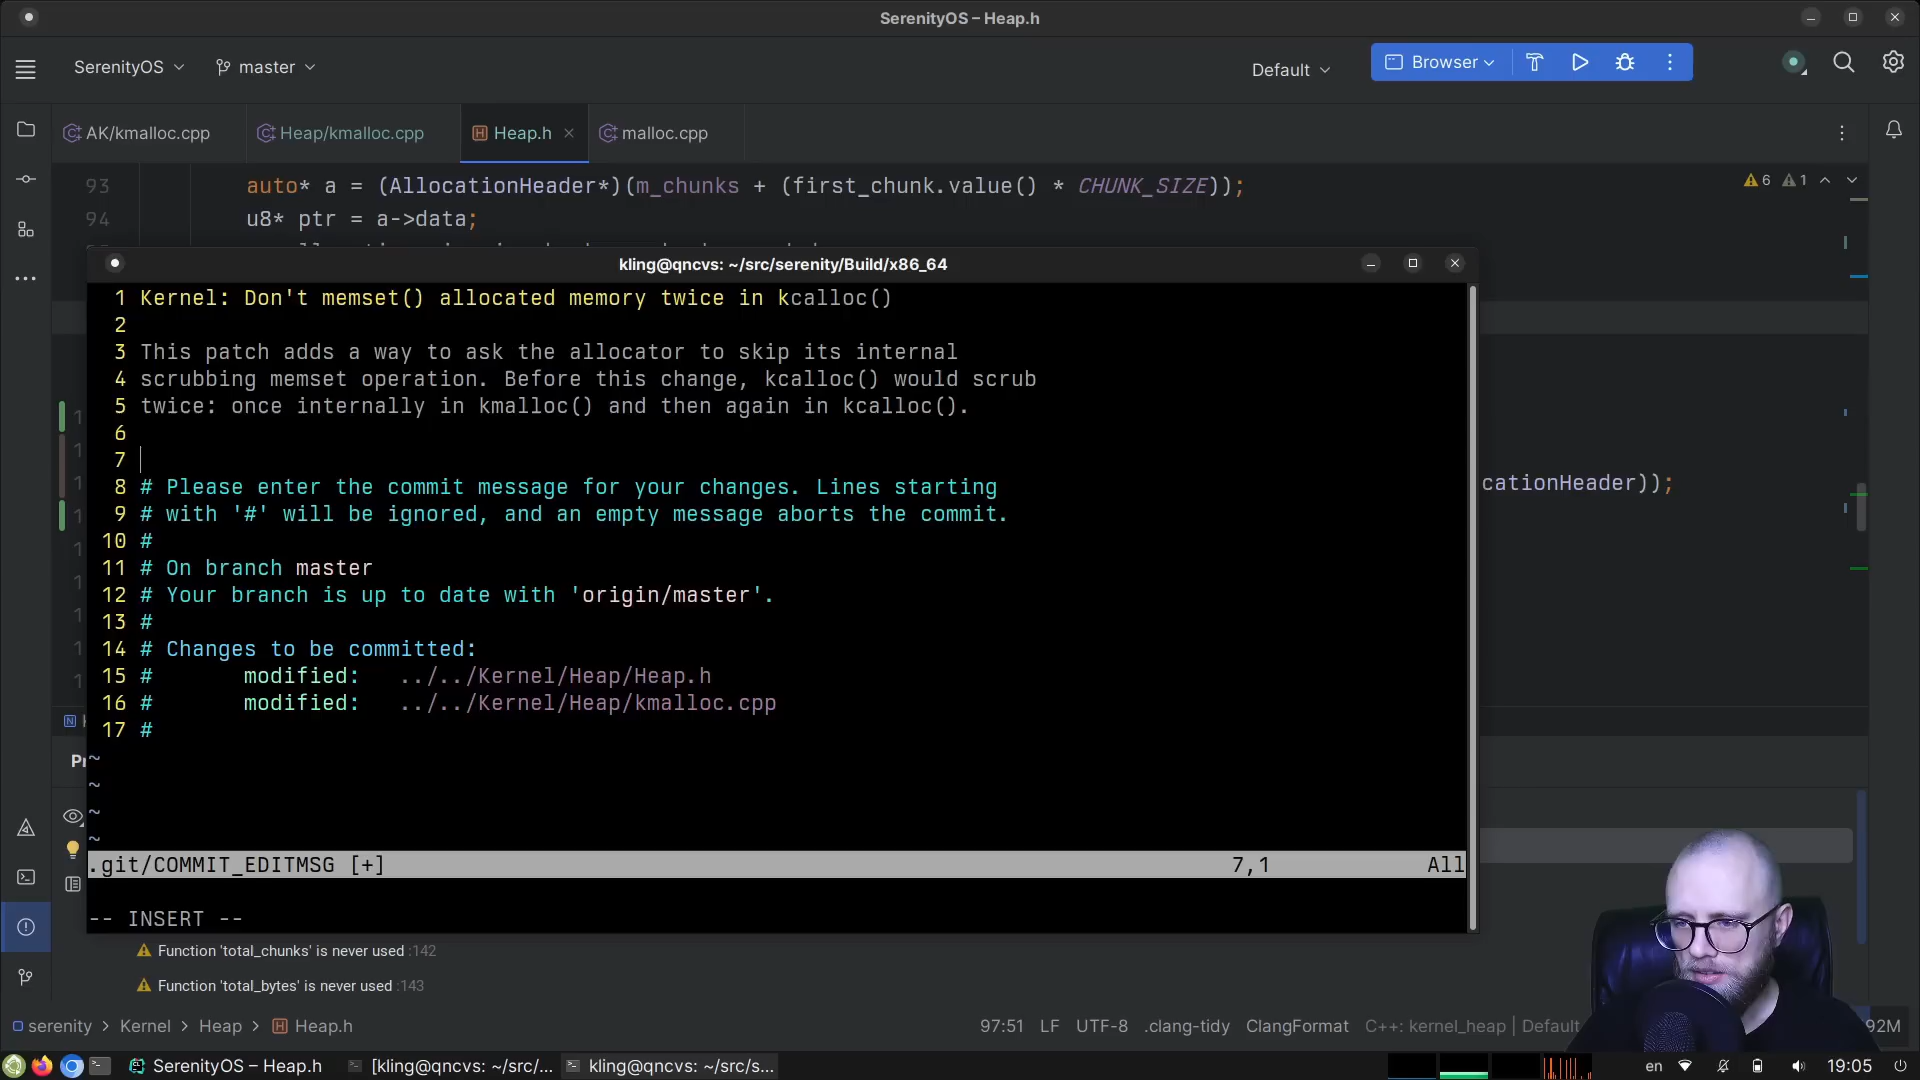 SerenityOS – Heap.h
SerenityOS
master
Default
Browser
AK/kmalloc.cpp
Heap/kmalloc.cpp
Heap.h
malloc.cpp
93 auto* a = (AllocationHeader*)(m_chunks + (first_chunk.value() * CHUNK_SIZE));
6
1
94 u8* ptr = a->data;
kling@qncvs: ~/src/serenity/Build/x86_64
1 Kernel: Don't memset() allocated memory twice in kcalloc()
2
3 This patch adds a way to ask the allocator to skip its internal
4 scrubbing memset operation. Before this change, kcalloc() would scrub
5 twice: once internally in kmalloc() and then again in kcalloc().
6
7
8 # Please enter the commit message for your changes. Lines starting
cationHeader));
9 # with '#' will be ignored, and an empty message aborts the commit.
10 #
11 # On branch master
12 # Your branch is up to date with 'origin/master'.
13 #
14 # Changes to be committed:
15 # modified: ../../Kernel/Heap/Heap.h
16 # modified: ../../Kernel/Heap/kmalloc.cpp
17 #
~
~
~
~
.git/COMMIT_EDITMSG [+] 7,1 All
-- INSERT --
Function 'total_chunks' is never used :142
Function 'total_bytes' is never used :143
serenity > Kernel > Heap > Heap.h
97:51 LF UTF-8 .clang-tidy ClangFormat C++: kernel_heap | Default
92M
SerenityOS – Heap.h
[kling@qncvs: ~/src/...
kling@qncvs: ~/src/s...
en
19:05